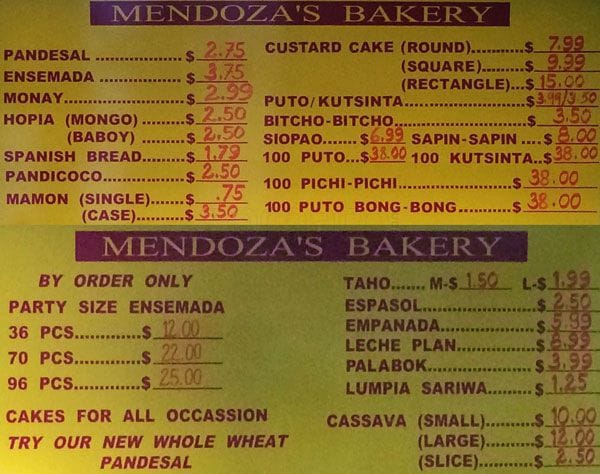 MENDOZA'S BAKERY
PANDESAL ............... $ 2.75
ENSEMADA ............... $ 3.75
MONAY..................... $ 2.99
HOPIA (MONGO) ........ $ 2.50
(BABOY) ......... $ 2.50
SPANISH BREAD....... $ 1.79
PANDICOCO.............. $ 2.50
MAMON (SINGLE)...... $ .75
(CASE).......... $ 3.50
CUSTARD CAKE (ROUND)........... $ 7.99
(SQUARE)......... $ 9.99
(RECTANGLE)... $ 15.00
PUTO/KUTSINTA........................ $ 3.99/3.50
BITCHO-BITCHO......................... $ 3.50
SIOPAO......... $ 6.99 SAPIN-SAPIN .... $ 8.00
100 PUTO... $ 38.00 100 KUTSINTA.. $ 38.00
100 PICHI-PICHI....................... $ 38.00
100 PUTO BONG-BONG........... $ 38.00
MENDOZA'S BAKERY
BY ORDER ONLY
PARTY SIZE ENSEMADA
36 PCS............ $ 12.00
70 PCS............ $ 22.00
96 PCS............ $ 25.00
CAKES FOR ALL OCCASSION
TRY OUR NEW WHOLE WHEAT
PANDESAL
TAHO....... M-$ 1.50 L-$ 1.99
ESPASOL..................... $ 2.50
EMPANADA................. $ 5.99
LECHE PLAN............... $ 8.99
PALABOK..................... $ 3.99
LUMPIA SARIWA......... $ 1.25
CASSAVA (SMALL)......... $ 10.00
(LARGE)......... $ 12.00
(SLICE).......... $ 2.50